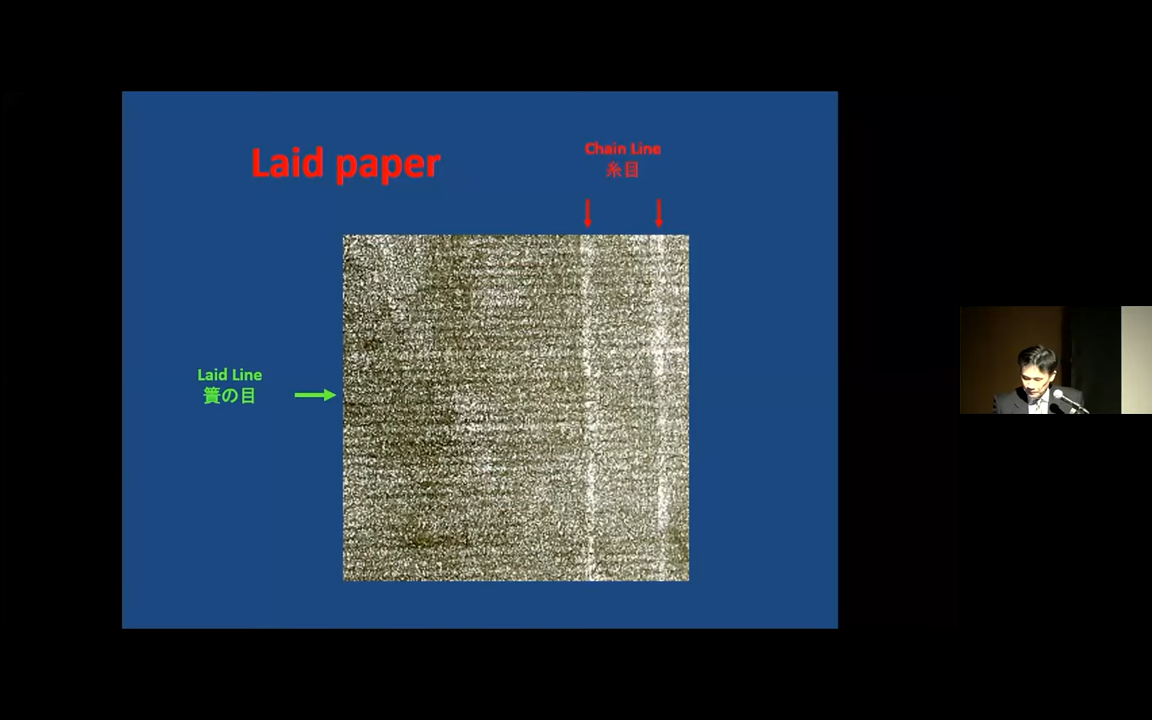 Laid paper
Chain Line
糸目
Laid Line
簀の目